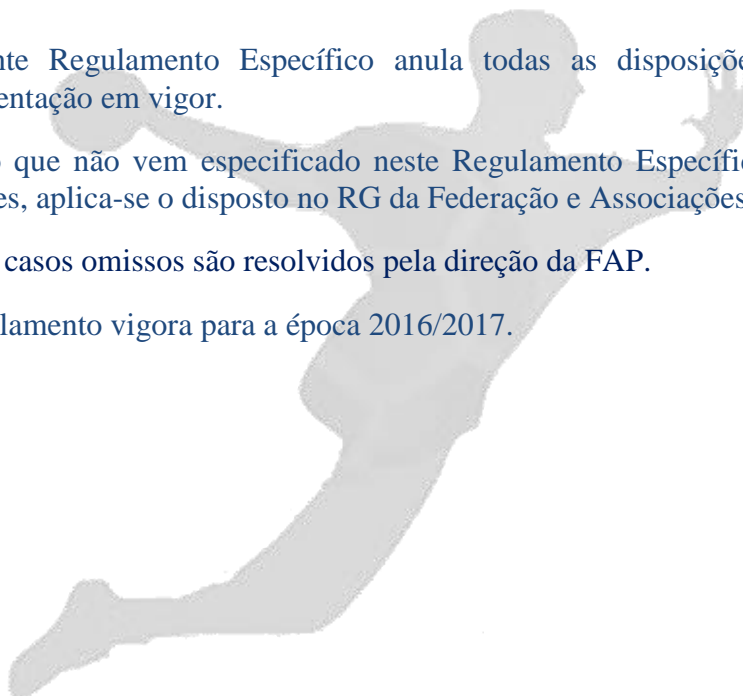 nte Regulamento Específico anula todas as disposiçõe
entação em vigor.
o que não vem especificado neste Regulamento Específic
es, aplica-se o disposto no RG da Federação e Associações
casos omissos são resolvidos pela direção da FAP.
lamento vigora para a época 2016/2017.